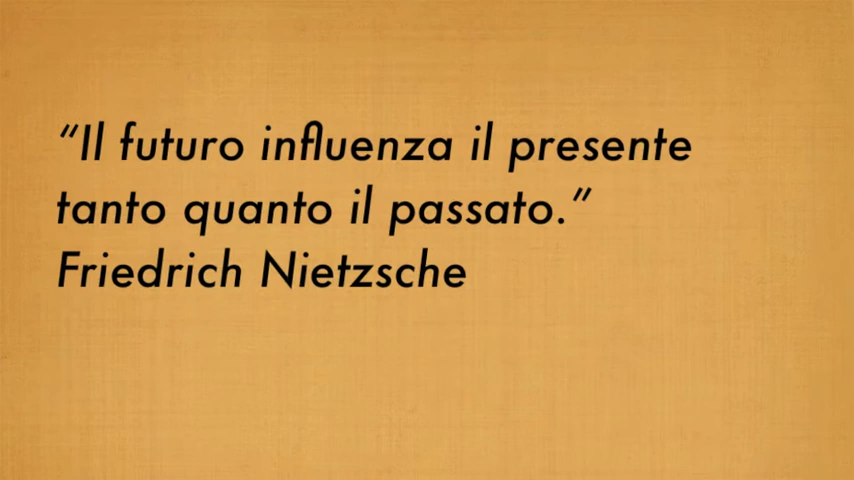 “Il futuro influenza il presente
tanto quanto il passato.”
Friedrich Nietzsche